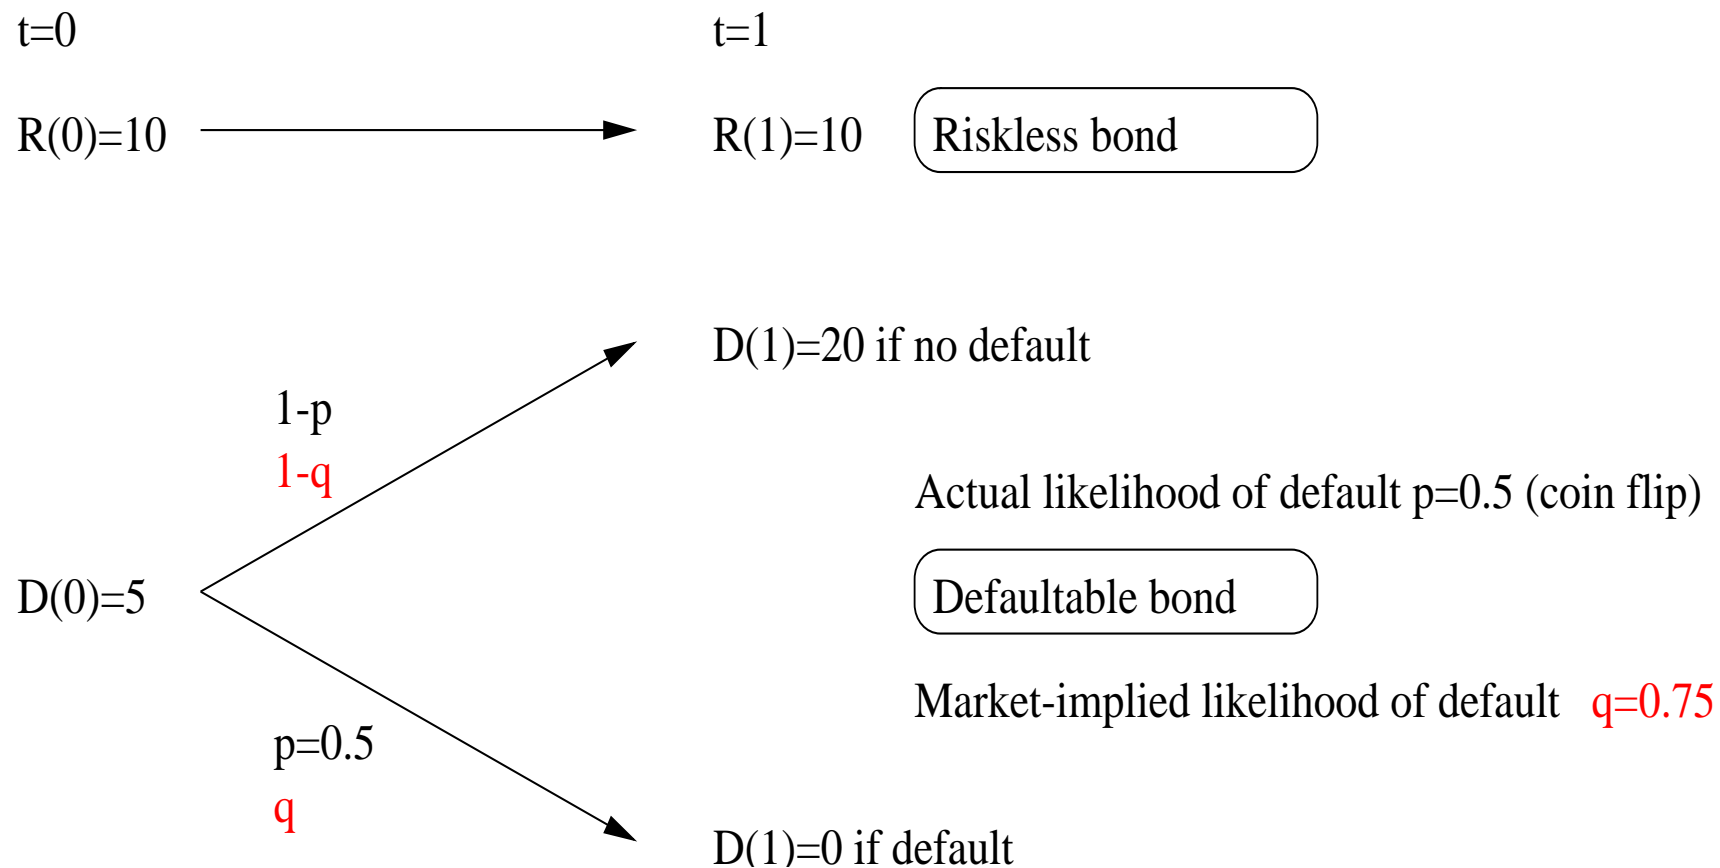 t=0 t=1
R(0)=10 R(1)=10 Riskless bond
D(1)=20 if no default
1-p
1-q
Actual likelihood of default p=0.5 (coin flip)
D(0)=5 Defaultable bond
Market-implied likelihood of default q=0.75
p=0.5
q
D(1)=0 if default